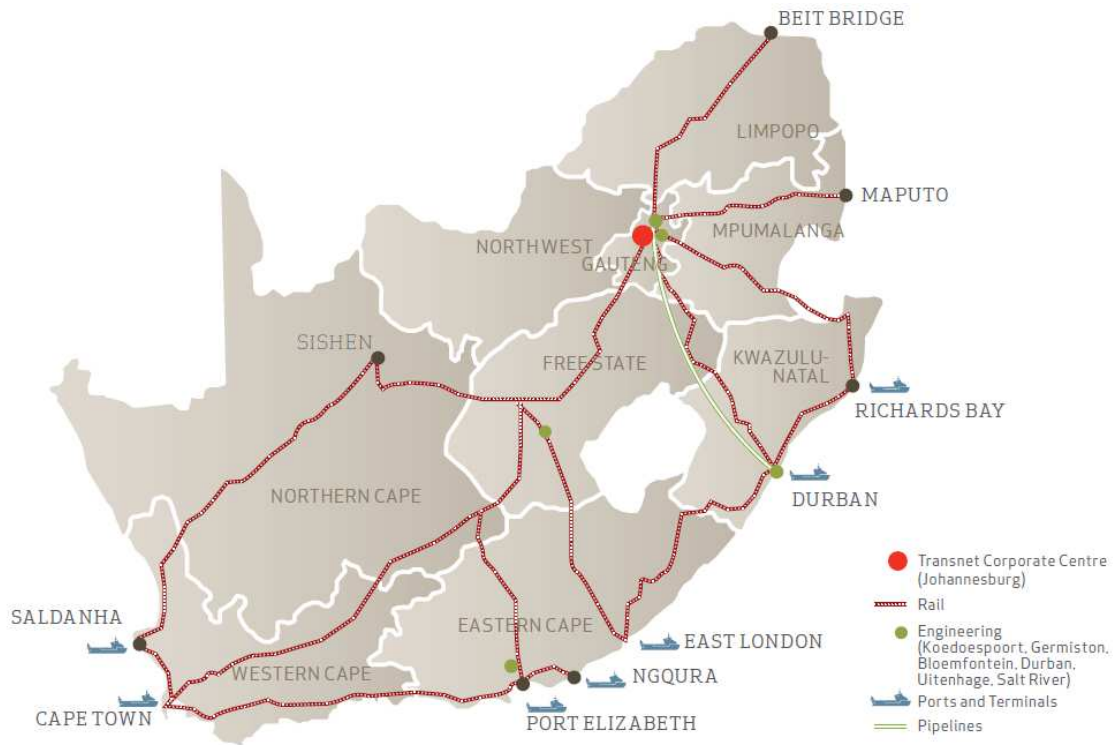 BEIT BRIDGE
LIMPOPO
MAPUTO
MPUMALANGA
NORTHWEST
GAUTENG
SISHEN
FREE STATE
KWAZULU-
NATAL
RICHARDS BAY
DURBAN
NORTHERN CAPE
SALDANHA
EASTERN CAPE
EAST LONDON
WESTERN CAPE
NGQURA
CAPE TOWN
PORT ELIZABETH
Transnet Corporate Centre
(Johannesburg)
Rail
Engineering
(Koedoespoort, Germiston,
Bloemfontein, Durban,
Uitenhage, Salt River)
Ports and Terminals
Pipelines